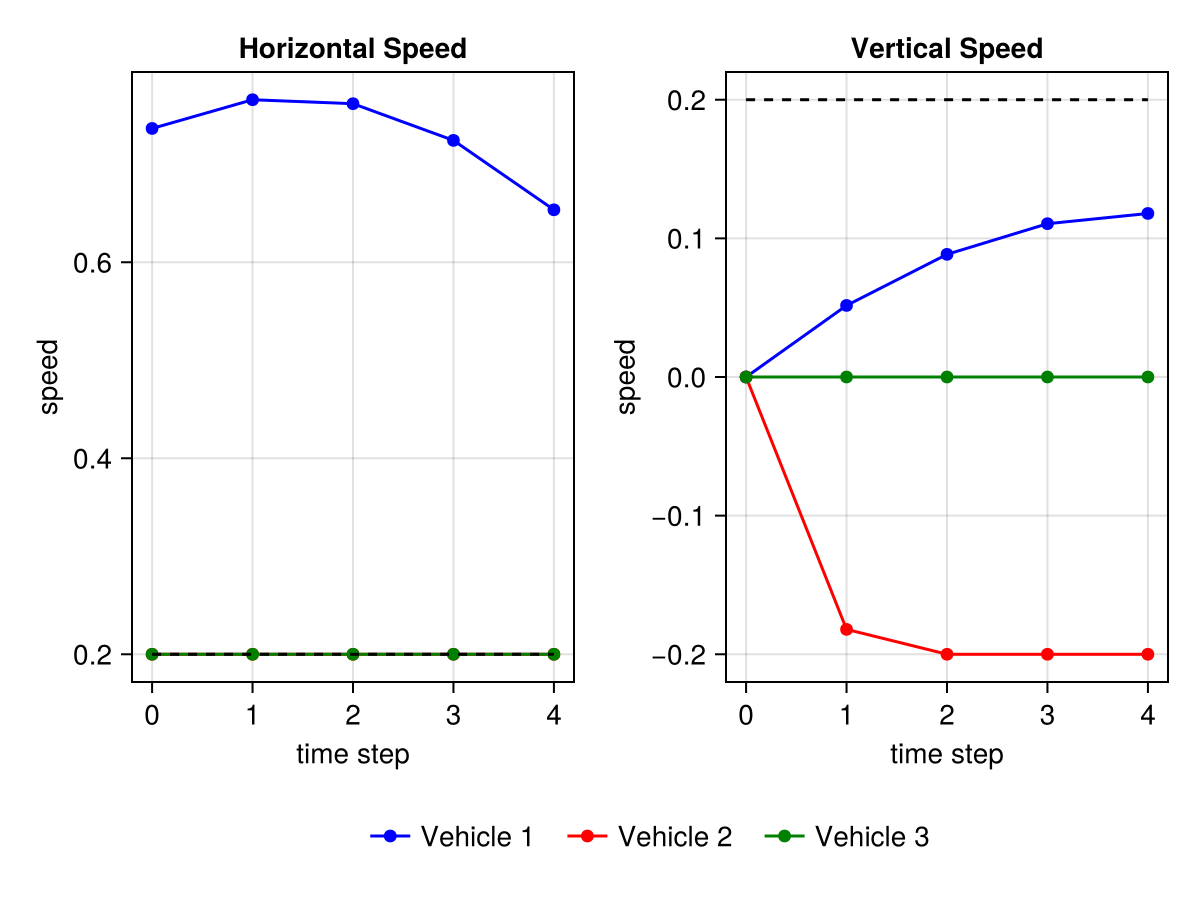 Horizontal Speed
speed
0.6
0.4
0.2
0 1 2 3 4
time step
Vertical Speed
speed
0.2
0.1
0.0
−0.1
−0.2
0 1 2 3 4
time step
Vehicle 1 Vehicle 2 Vehicle 3